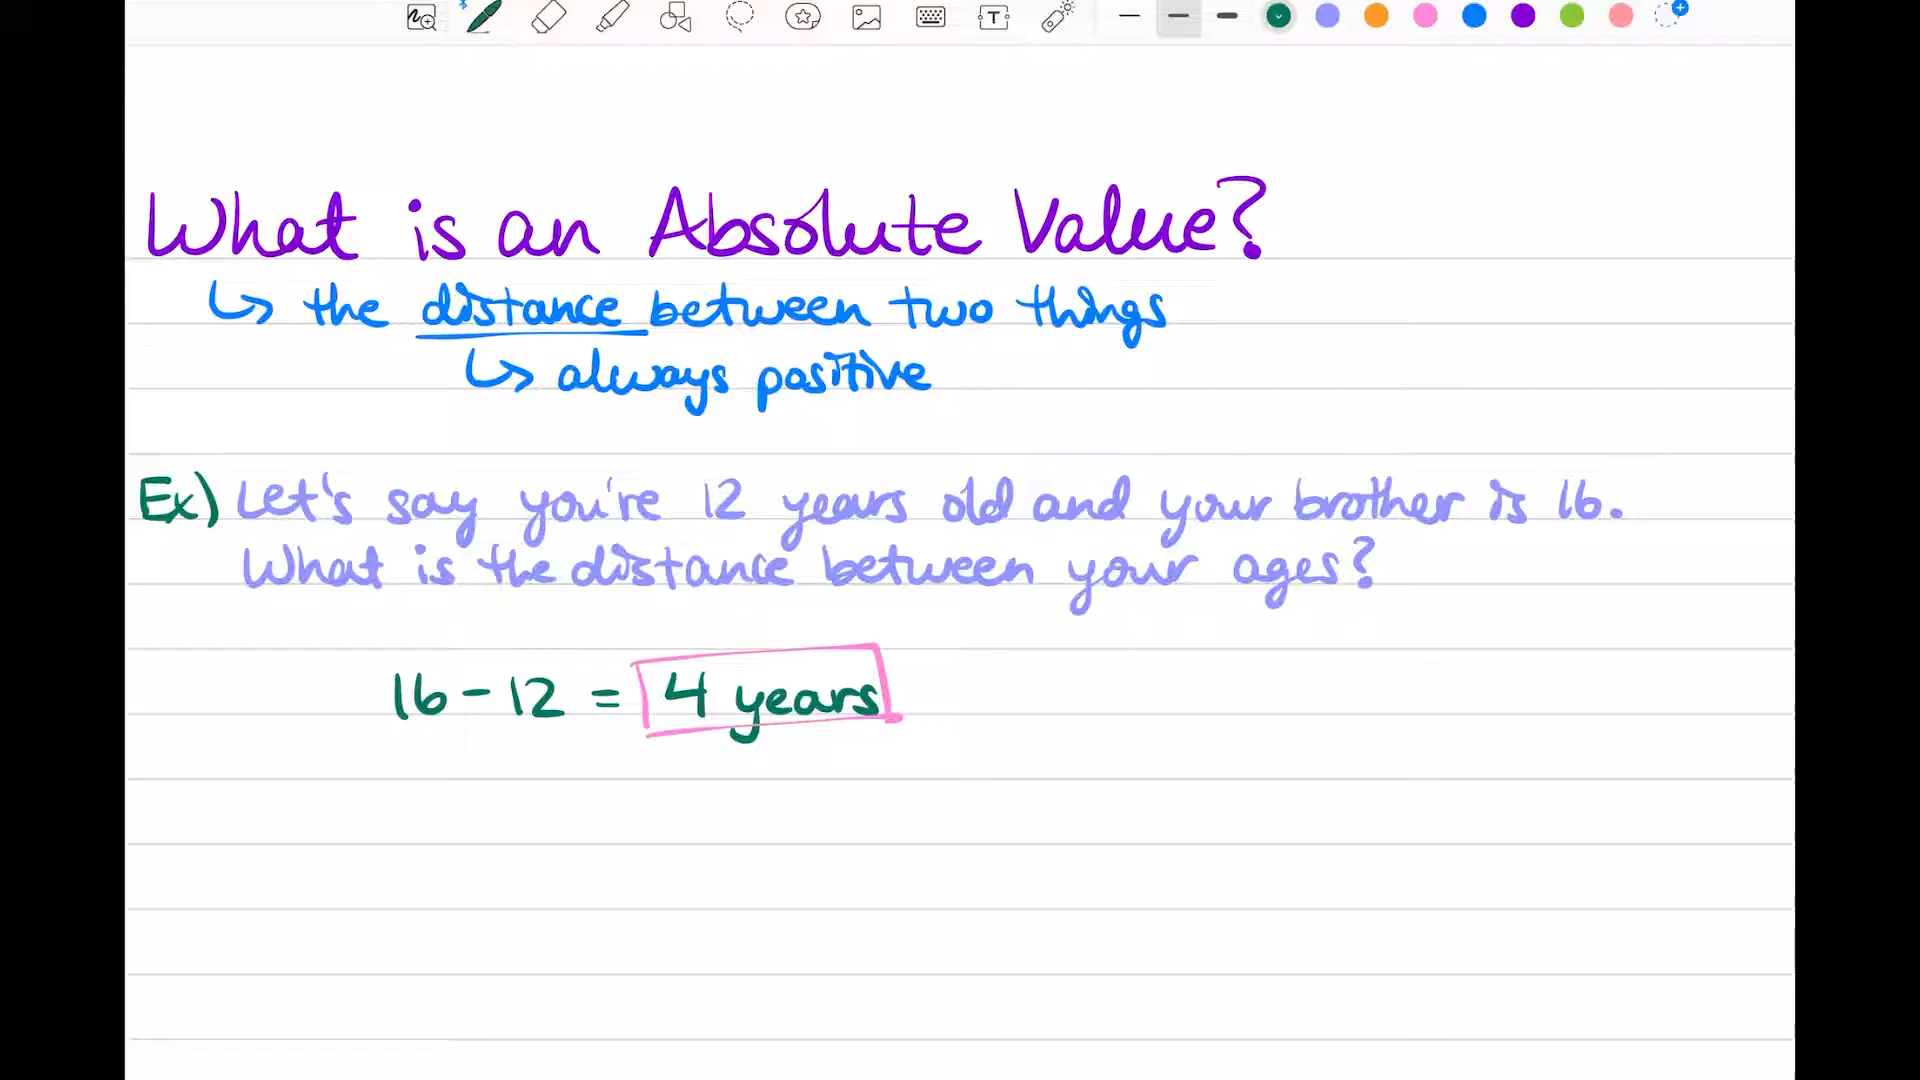 What is an Absolute Value?
↳ the distance between two things
↳ always positive
Ex) Let's say you're 12 years old and your brother is 16.
What is the distance between your ages?
16 - 12 = 4 years